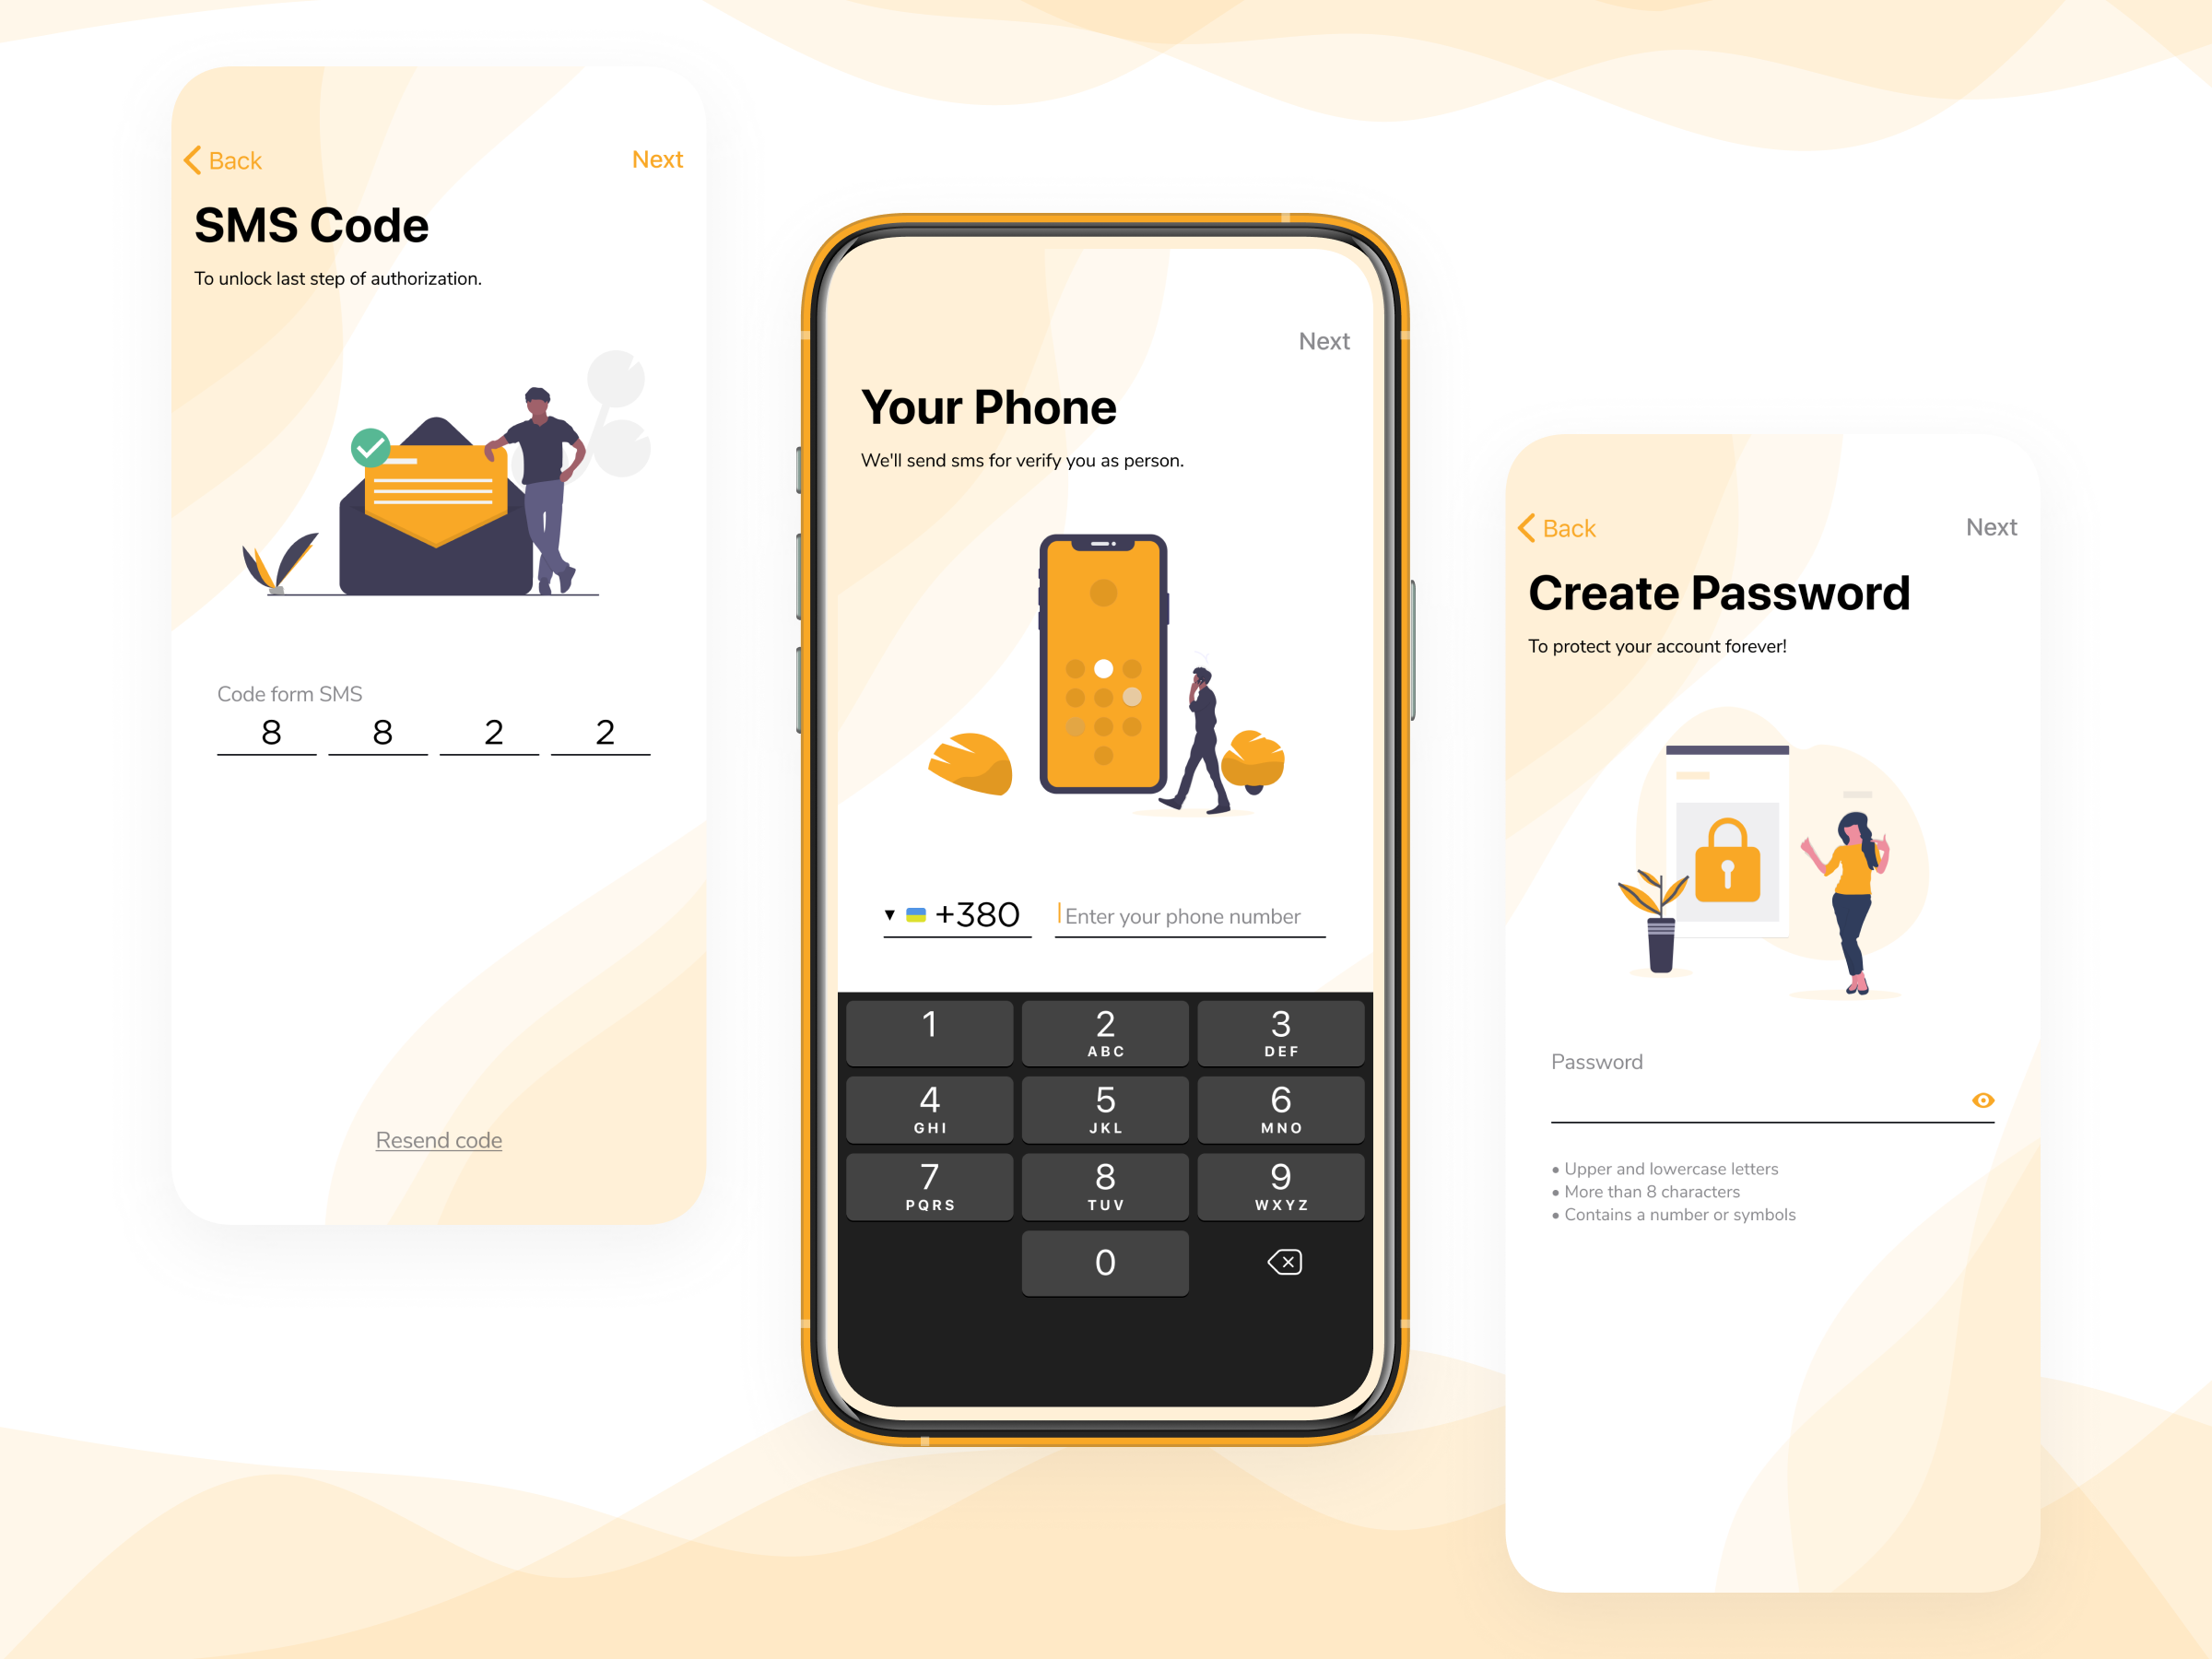 Back
Next
SMS Code
To unlock last step of authorization.
Code form SMS
8 8 2 2
Resend code
Next
Your Phone
We'll send sms for verify you as person.
+380
Enter your phone number
1 2 3
ABC DEF
4 5 6
GHI JKL MNO
7 8 9
PQRS TUV WXYZ
0
Back
Next
Create Password
To protect your account forever!
Password
• Upper and lowercase letters
• More than 8 characters
• Contains a number or symbols